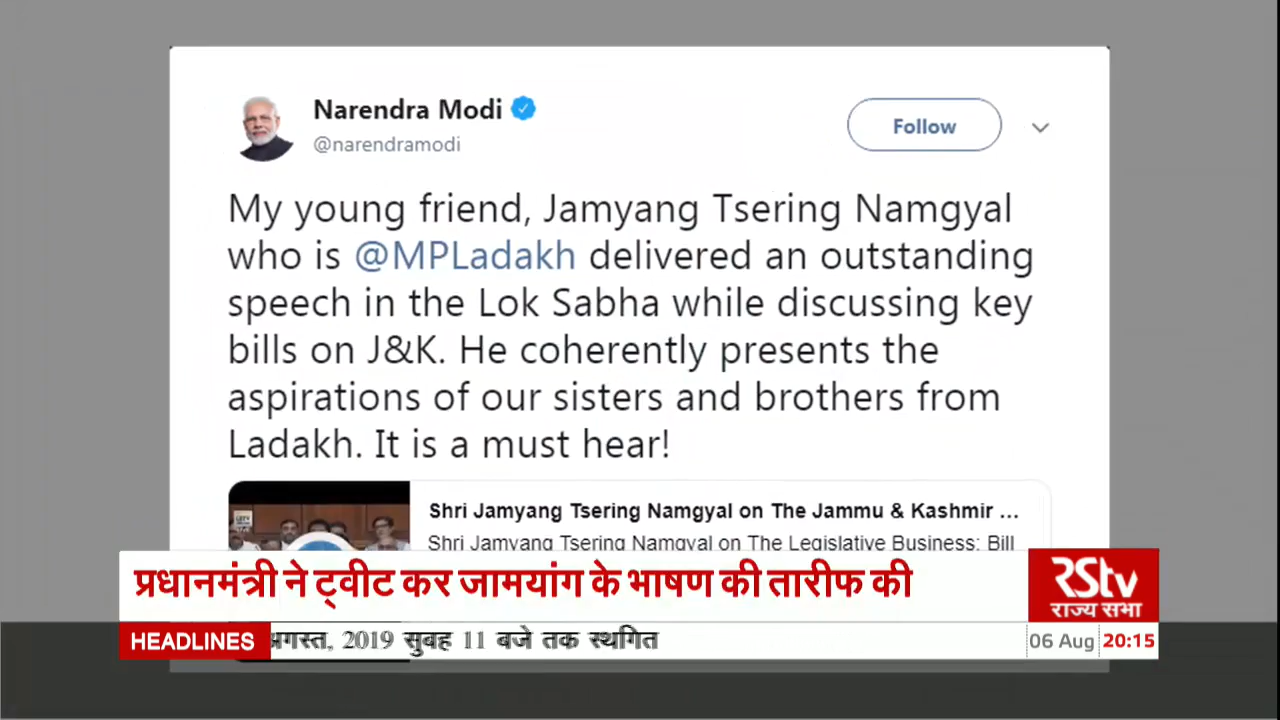 Narendra Modi
@narendramodi
Follow
My young friend, Jamyang Tsering Namgyal
who is @MPLadakh delivered an outstanding
speech in the Lok Sabha while discussing key
bills on J&K. He coherently presents the
aspirations of our sisters and brothers from
Ladakh. It is a must hear!
Shri Jamyang Tsering Namgyal on The Jammu & Kashmir ...
Shri Jamyang Tsering Namgyal on The Legislative Business: Bill
प्रधानमंत्री ने ट्वीट कर जामयांग के भाषण की तारीफ की
RStv
राज्य सभा
HEADLINES
अगस्त, 2019 सुबह 11 बजे तक स्थगित
06 Aug 20:15